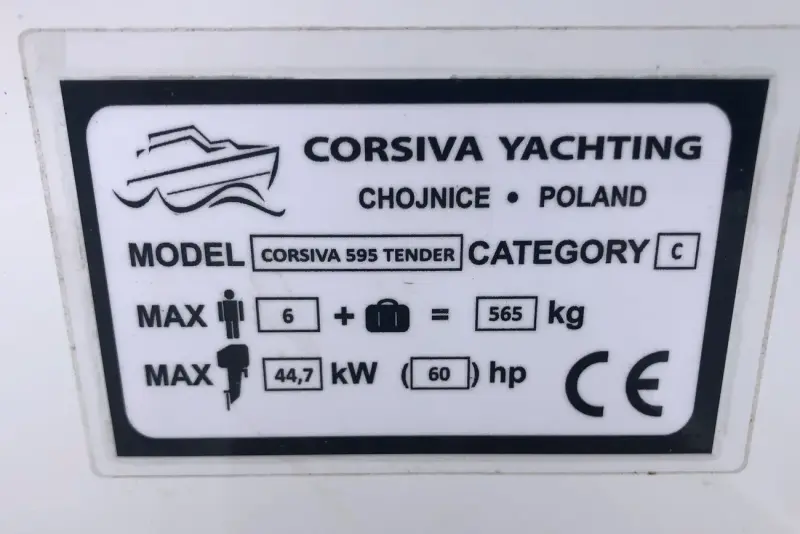 CORSIVA YACHTING
CHOJNICE • POLAND
MODEL CORSIVA 595 TENDER CATEGORY C
MAX 6 + = 565 kg
MAX 44,7 kW (60) hp
CE